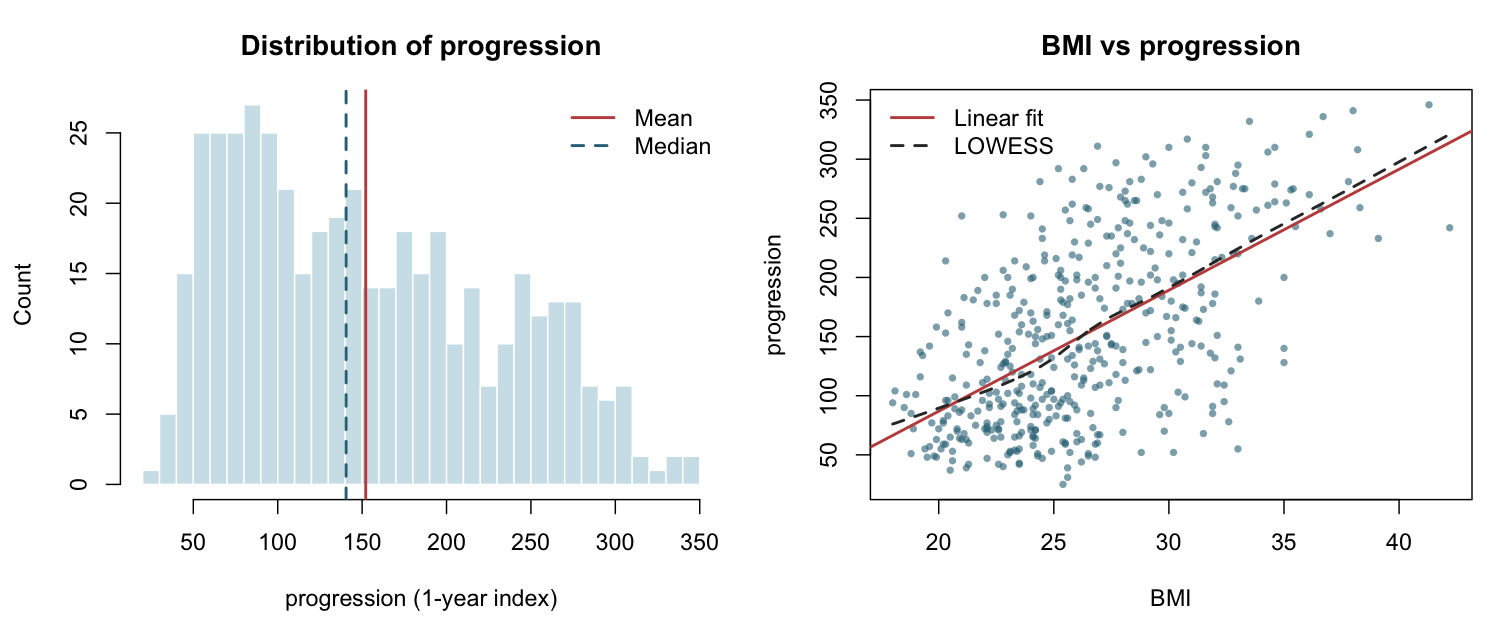 Distribution of progression
Mean
Median
Count
0
5
10
15
20
25
50 100 150 200 250 300 350
progression (1-year index)
BMI vs progression
Linear fit
LOWESS
progression
50
100
150
200
250
300
350
20 25 30 35 40
BMI